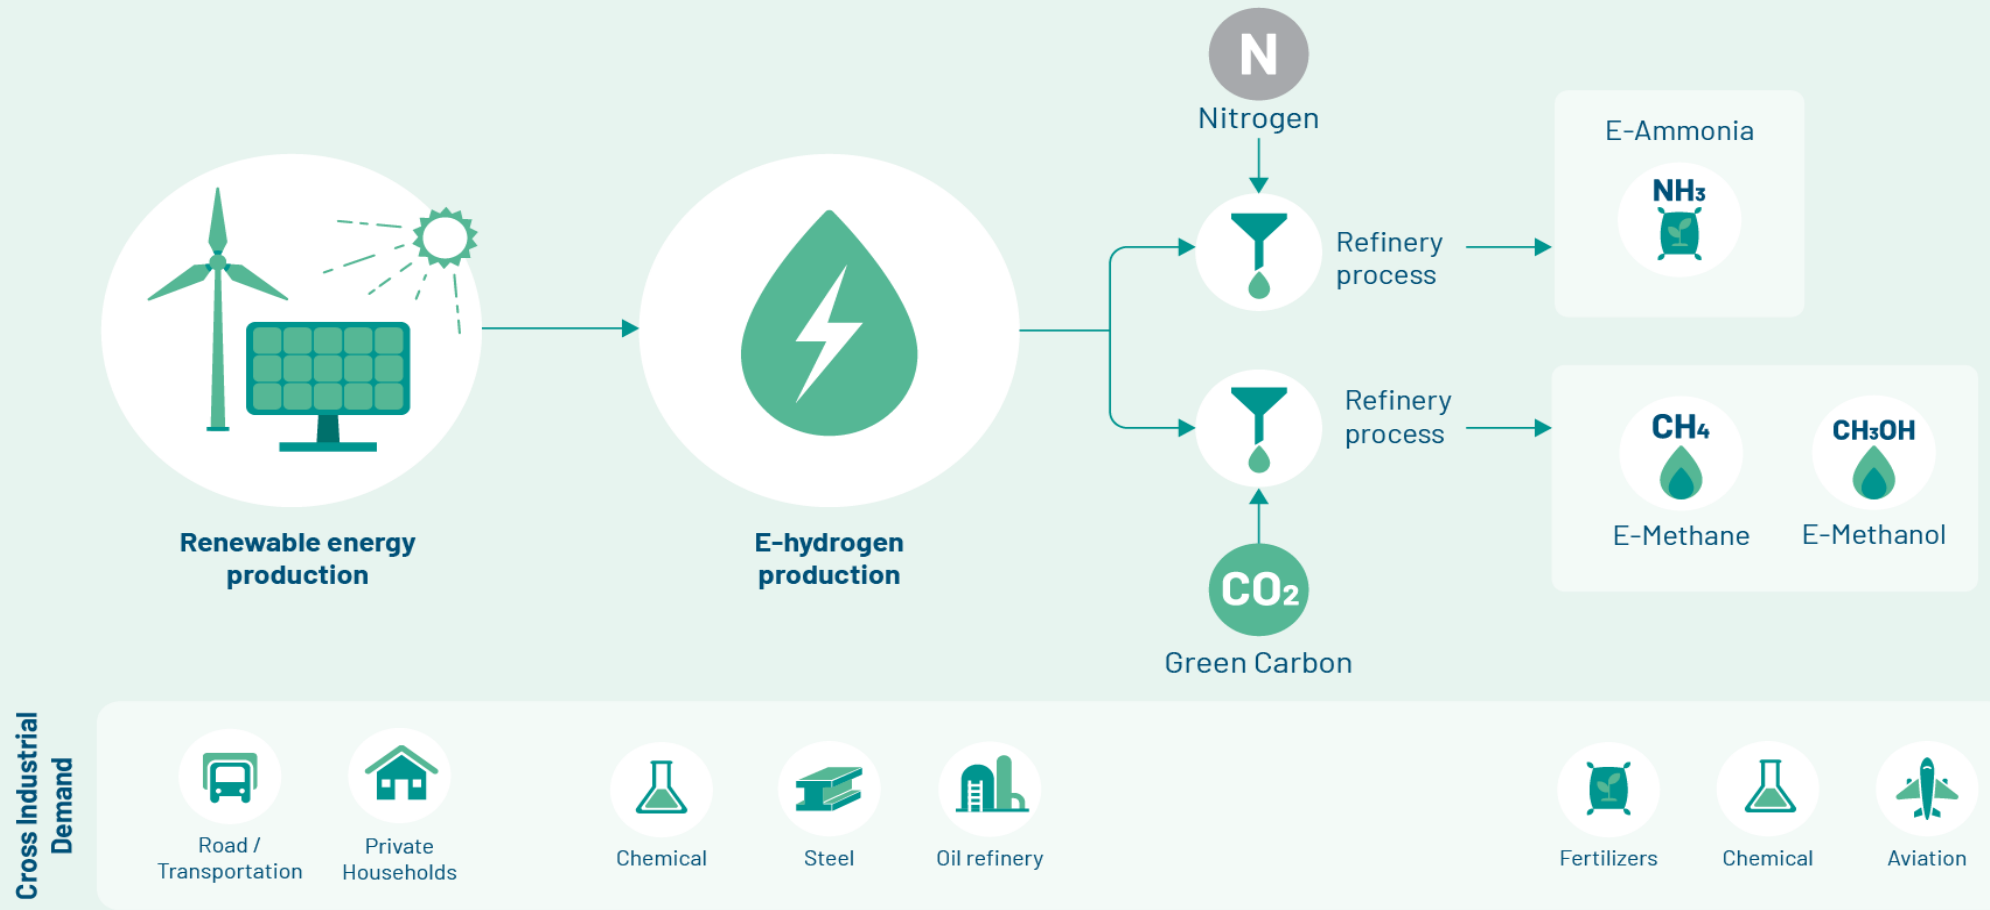 N
Nitrogen
E-Ammonia
NH₃
Refinery
process
Refinery
process
CH₄
CH₃OH
E-Methane
E-Methanol
Renewable energy
production
E-hydrogen
production
CO₂
Green Carbon
Cross Industrial
Demand
Road /
Transportation
Private
Households
Chemical
Steel
Oil refinery
Fertilizers
Chemical
Aviation